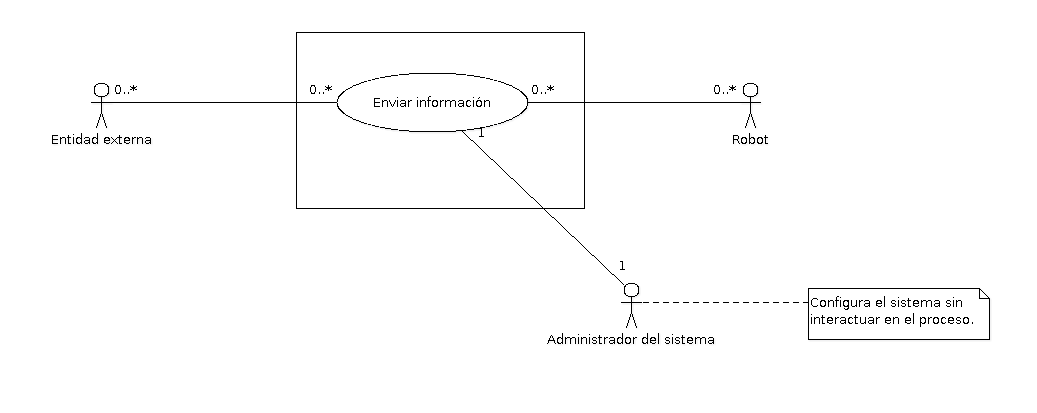 0..*
0..*
0..*
0..*
Enviar información
Entidad externa
Robot
1
1
Configura el sistema sin
interactuar en el proceso.
Administrador del sistema